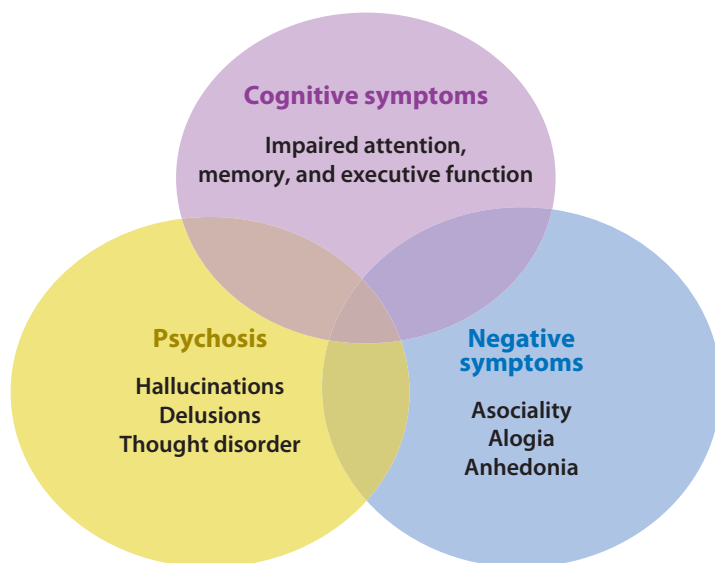 Cognitive symptoms
Impaired attention,
memory, and executive function
Psychosis
Hallucinations
Delusions
Thought disorder
Negative
symptoms
Asociality
Alogia
Anhedonia